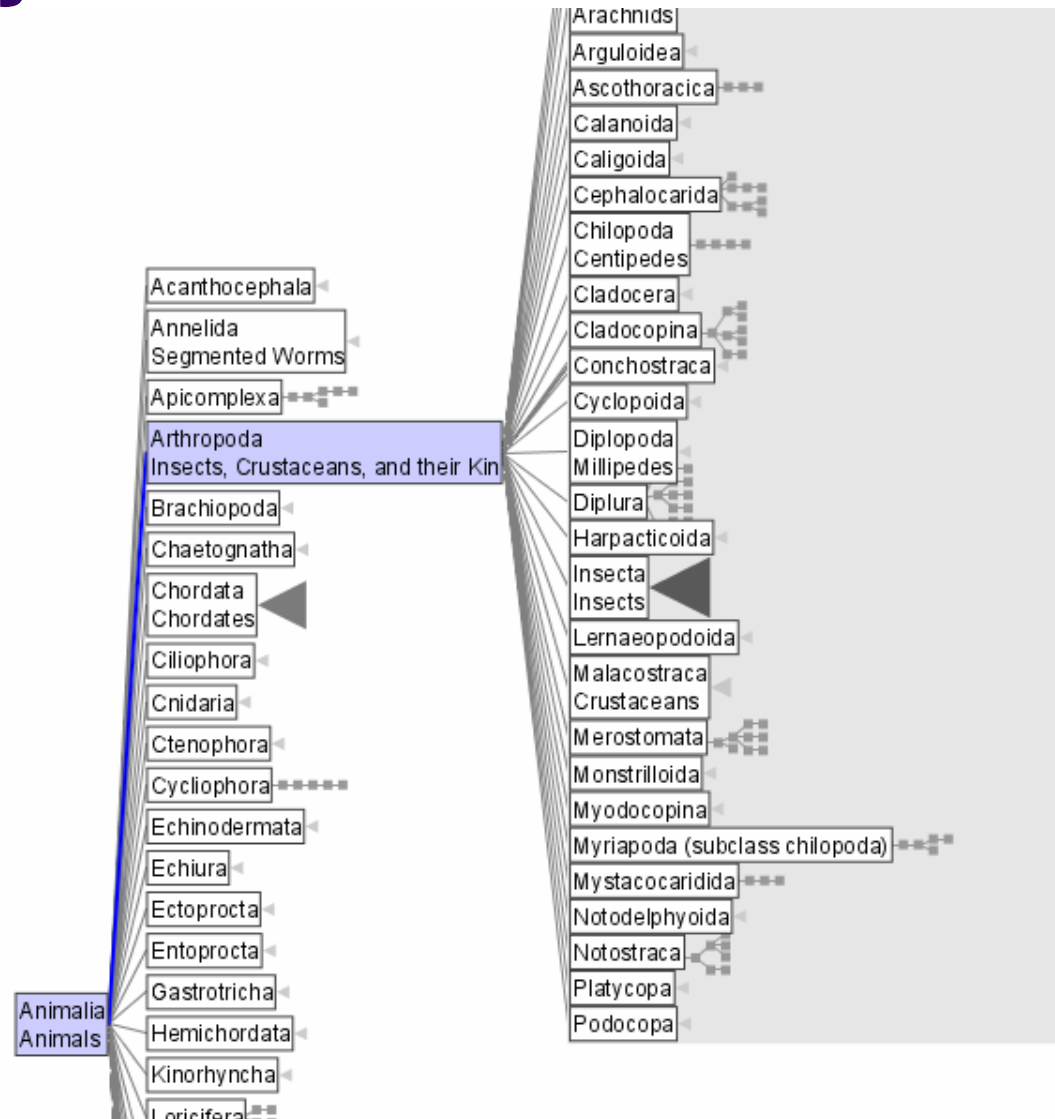 Animalia
Animals
Acanthocephala
Annelida
Segmented Worms
Apicomplexa
Arthropoda
Insects, Crustaceans, and their Kin
Brachiopoda
Chaetognatha
Chordata
Chordates
Ciliophora
Cnidaria
Ctenophora
Cycliophora
Echinodermata
Echiura
Ectoprocta
Entoprocta
Gastrotricha
Hemichordata
Kinorhyncha
Loricifera
Arachnids
Arguloidea
Ascothoracica
Calanoida
Caligoida
Cephalocarida
Chilopoda
Centipedes
Cladocera
Cladocopina
Conchostraca
Cyclopoida
Diplopoda
Millipedes
Diplura
Harpacticoida
Insecta
Insects
Lernaeopodoida
Malacostraca
Crustaceans
Merostomata
Monstrilloida
Myodocopina
Myriapoda (subclass chilopoda)
Mystacocaridida
Notodelphyoida
Notostraca
Platycopa
Podocopa